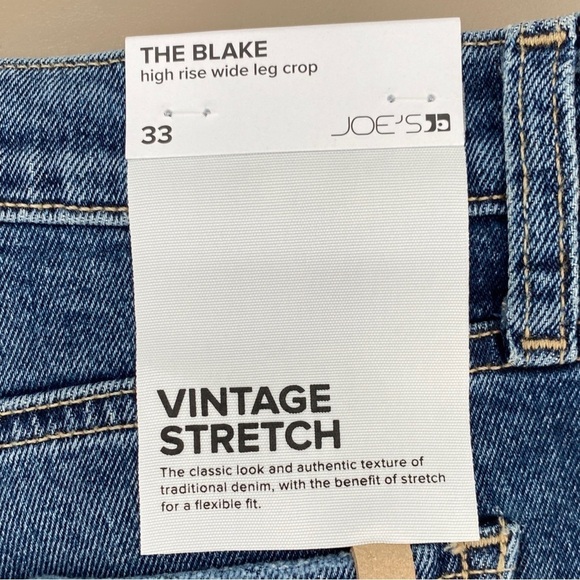 THE BLAKE
high rise wide leg crop
33
JOE'S
VINTAGE
STRETCH
The classic look and authentic texture of
traditional denim, with the benefit of stretch
for a flexible fit.